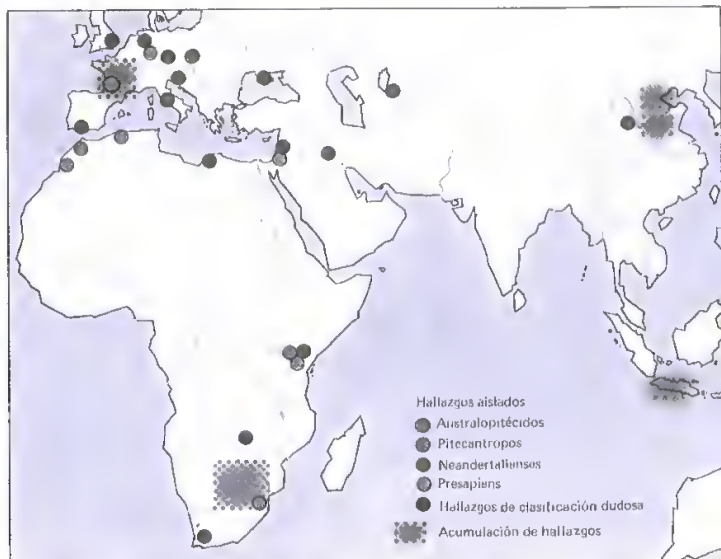 Hallazgos aislados
Australopitécidos
Pitecantropos
Neandertalienses
Presapiens
Hallazgos de clasificación dudosa
Acumulación de hallazgos